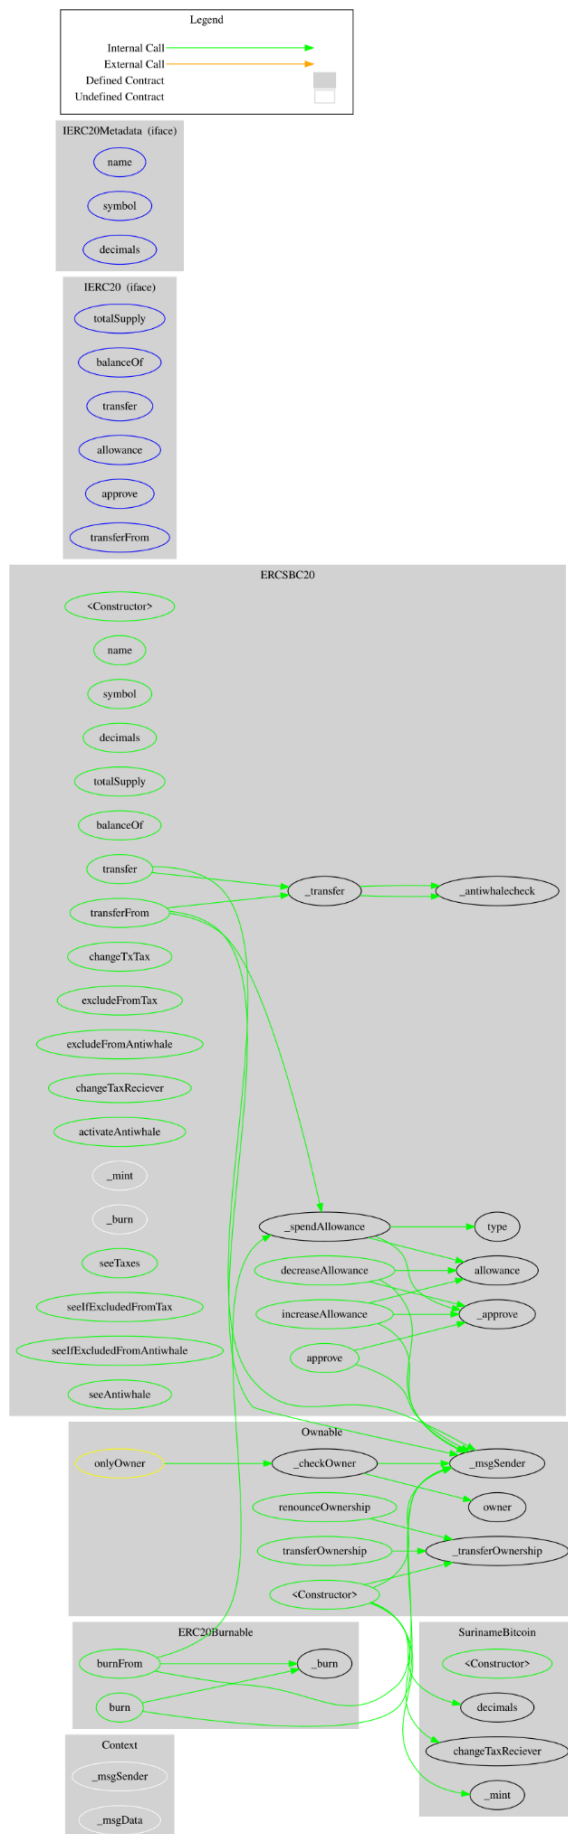 Legend
Internal Call
External Call
Defined Contract
Undefined Contract
IERC20Metadata (iface)
name
symbol
decimals
IERC20 (iface)
totalSupply
balanceOf
transfer
allowance
approve
transferFrom
ERCSBC20
<Constructor>
name
symbol
decimals
totalSupply
balanceOf
transfer
_transfer
_antiwhalecheck
transferFrom
changeTxTax
excludeFromTax
excludeFromAntiwhale
changeTaxReciever
activateAntiwhale
_mint
_burn
_spendAllowance
type
seeTaxes
decreaseAllowance
allowance
seeIfExcludedFromTax
increaseAllowance
_approve
seeIfExcludedFromAntiwhale
approve
seeAntiwhale
Ownable
onlyOwner
_checkOwner
_msgSender
renounceOwnership
owner
transferOwnership
_transferOwnership
<Constructor>
ERC20Burnable
burnFrom
_burn
burn
SurinameBitcoin
<Constructor>
decimals
changeTaxReciever
_mint
Context
_msgSender
_msgData